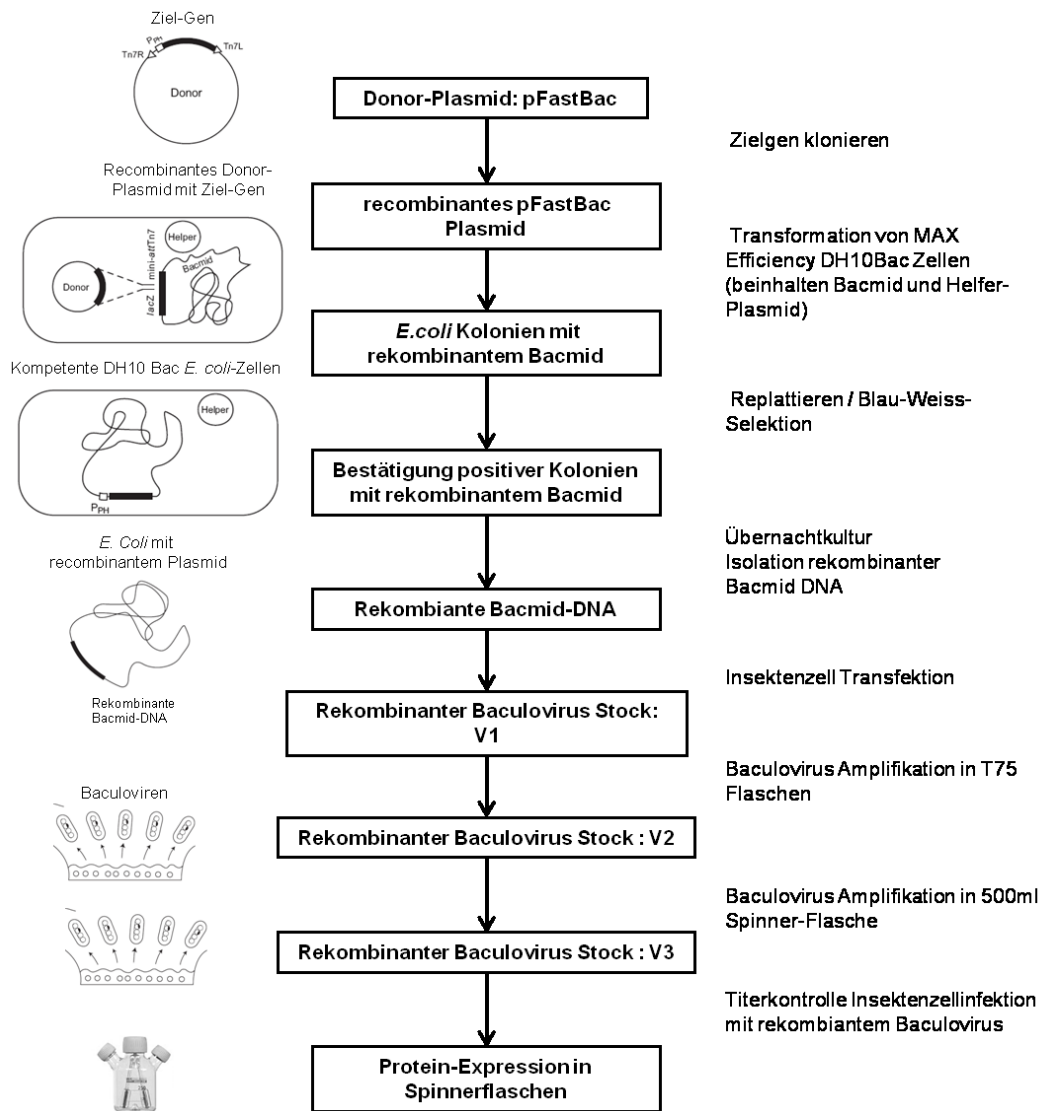 Ziel-Gen
PPH
Tn7R
Tn7L
Donor
Recombinantes Donor-
Plasmid mit Ziel-Gen
Donor
lacZ
mini-attTn7
Helper
Bacmid
Kompetente DH10 Bac E. coli-Zellen
Helper
PPH
E. Coli mit
recombinantem Plasmid
Rekombinante
Bacmid-DNA
Baculoviren
Donor-Plasmid: pFastBac
recombinantes pFastBac
Plasmid
E.coli Kolonien mit
rekombinantem Bacmid
Bestätigung positiver Kolonien
mit rekombinantem Bacmid
Rekombiante Bacmid-DNA
Rekombinanter Baculovirus Stock:
V1
Rekombinanter Baculovirus Stock : V2
Rekombinanter Baculovirus Stock : V3
Protein-Expression in
Spinnerflaschen
Zielgen klonieren
Transformation von MAX
Efficiency DH10Bac Zellen
(beinhalten Bacmid und Helfer-
Plasmid)
Replattieren / Blau-Weiss-
Selektion
Übernachtkultur
Isolation rekombinanter
Bacmid DNA
Insektenzell Transfektion
Baculovirus Amplifikation in T75
Flaschen
Baculovirus Amplifikation in 500ml
Spinner-Flasche
Titerkontrolle Insektenzellinfektion
mit rekombiantem Baculovirus